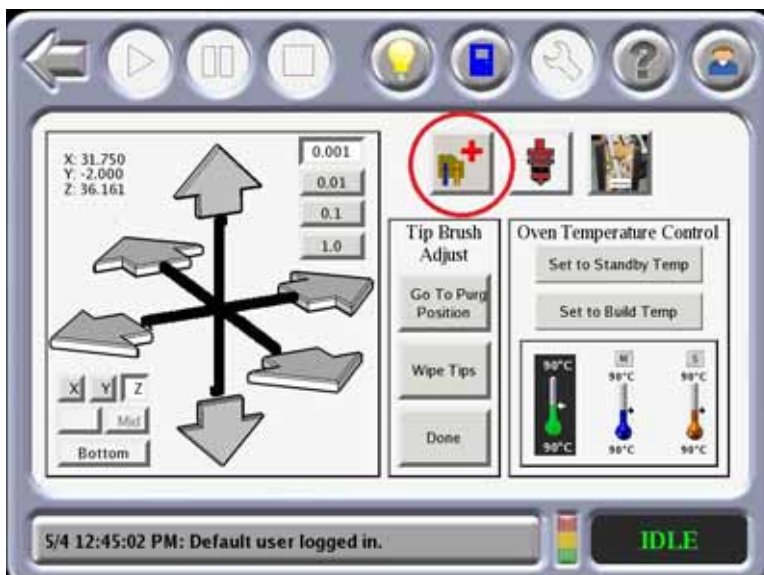 X: 31.750
Y: -2.000
Z: 36.161
0.001
0.01
0.1
1.0
X Y Z
Mid
Bottom
Tip Brush
Adjust
Go To Purg
Position
Wipe Tips
Done
Oven Temperature Control
Set to Standby Temp
Set to Build Temp
M S
90°C 90°C 90°C
90°C 90°C 90°C
5/4 12:45:02 PM: Default user logged in.
IDLE